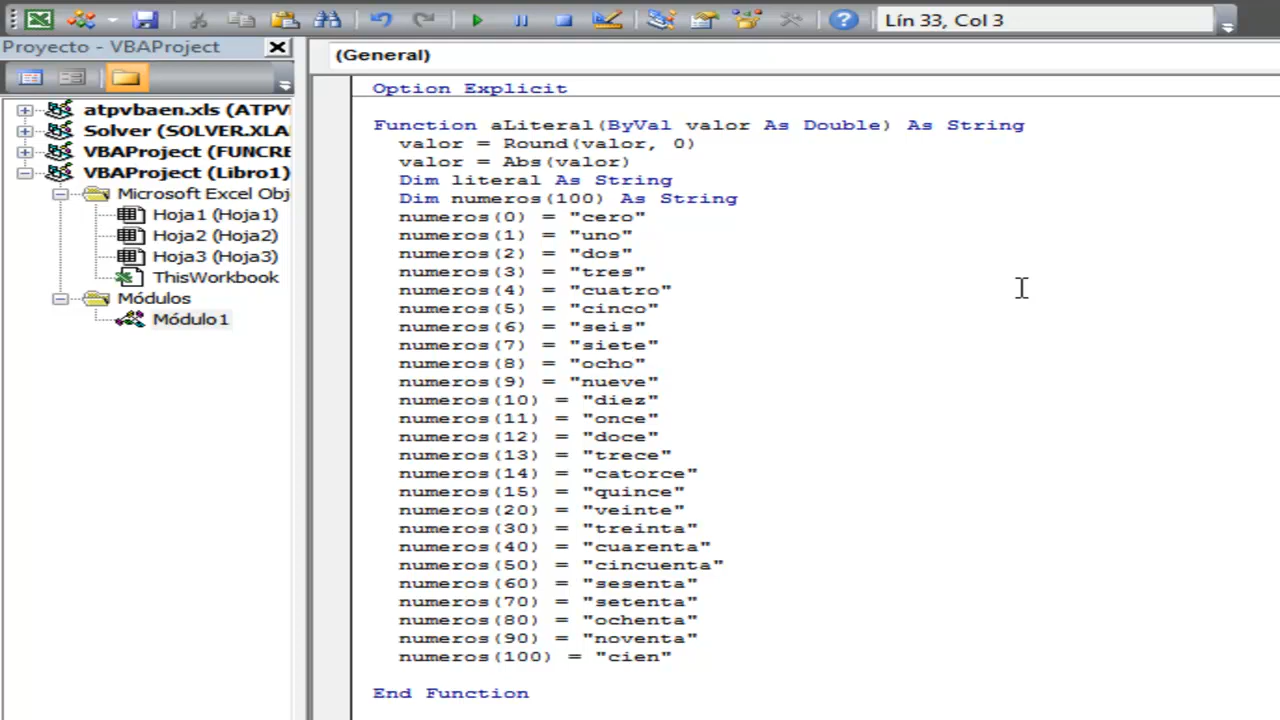 Lín 33, Col 3
Proyecto - VBAProject
(General)
atpvbaen.xls (ATPV
Solver (SOLVER.XLA
VBAProject (FUNCRE
VBAProject (Libro1)
Microsoft Excel Obj
Hoja1 (Hoja1)
Hoja2 (Hoja2)
Hoja3 (Hoja3)
ThisWorkbook
Módulos
Módulo1
Option Explicit
Function aLiteral(ByVal valor As Double) As String
valor = Round(valor, 0)
valor = Abs(valor)
Dim literal As String
Dim numeros(100) As String
numeros(0) = "cero"
numeros(1) = "uno"
numeros(2) = "dos"
numeros(3) = "tres"
numeros(4) = "cuatro"
numeros(5) = "cinco"
numeros(6) = "seis"
numeros(7) = "siete"
numeros(8) = "ocho"
numeros(9) = "nueve"
numeros(10) = "diez"
numeros(11) = "once"
numeros(12) = "doce"
numeros(13) = "trece"
numeros(14) = "catorce"
numeros(15) = "quince"
numeros(20) = "veinte"
numeros(30) = "treinta"
numeros(40) = "cuarenta"
numeros(50) = "cincuenta"
numeros(60) = "sesenta"
numeros(70) = "setenta"
numeros(80) = "ochenta"
numeros(90) = "noventa"
numeros(100) = "cien"
End Function